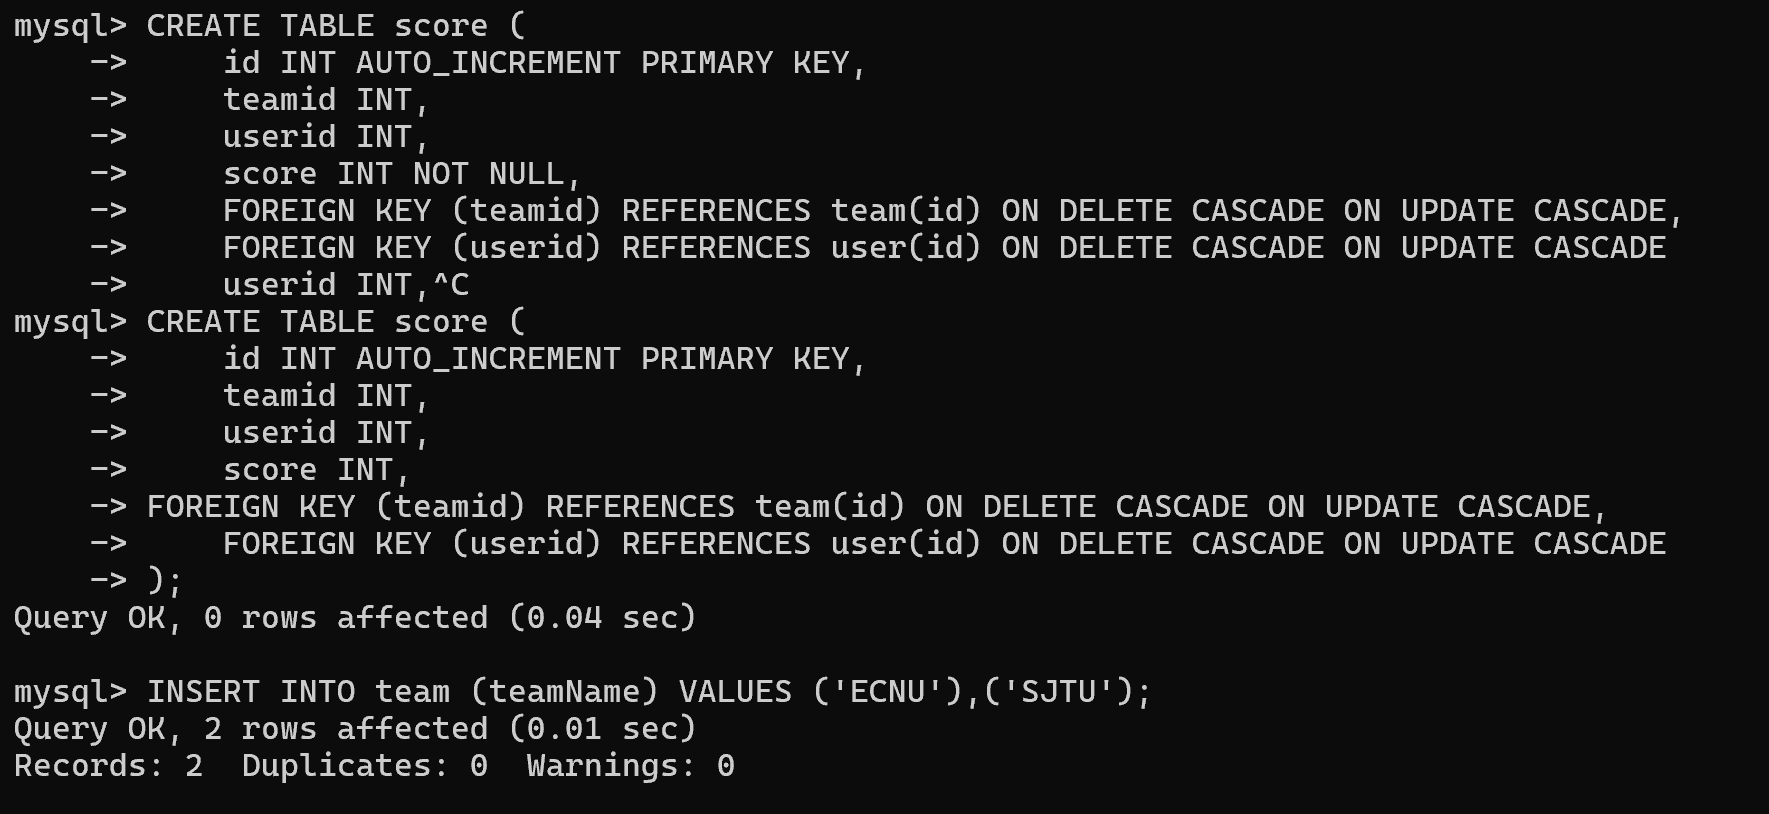 mysql> CREATE TABLE score (
    ->     id INT AUTO_INCREMENT PRIMARY KEY,
    ->     teamid INT,
    ->     userid INT,
    ->     score INT NOT NULL,
    ->     FOREIGN KEY (teamid) REFERENCES team(id) ON DELETE CASCADE ON UPDATE CASCADE,
    ->     FOREIGN KEY (userid) REFERENCES user(id) ON DELETE CASCADE ON UPDATE CASCADE
    ->     userid INT,^C
mysql> CREATE TABLE score (
    ->     id INT AUTO_INCREMENT PRIMARY KEY,
    ->     teamid INT,
    ->     userid INT,
    ->     score INT,
    -> FOREIGN KEY (teamid) REFERENCES team(id) ON DELETE CASCADE ON UPDATE CASCADE,
    ->     FOREIGN KEY (userid) REFERENCES user(id) ON DELETE CASCADE ON UPDATE CASCADE
    -> );
Query OK, 0 rows affected (0.04 sec)

mysql> INSERT INTO team (teamName) VALUES ('ECNU'),('SJTU');
Query OK, 2 rows affected (0.01 sec)
Records: 2  Duplicates: 0  Warnings: 0